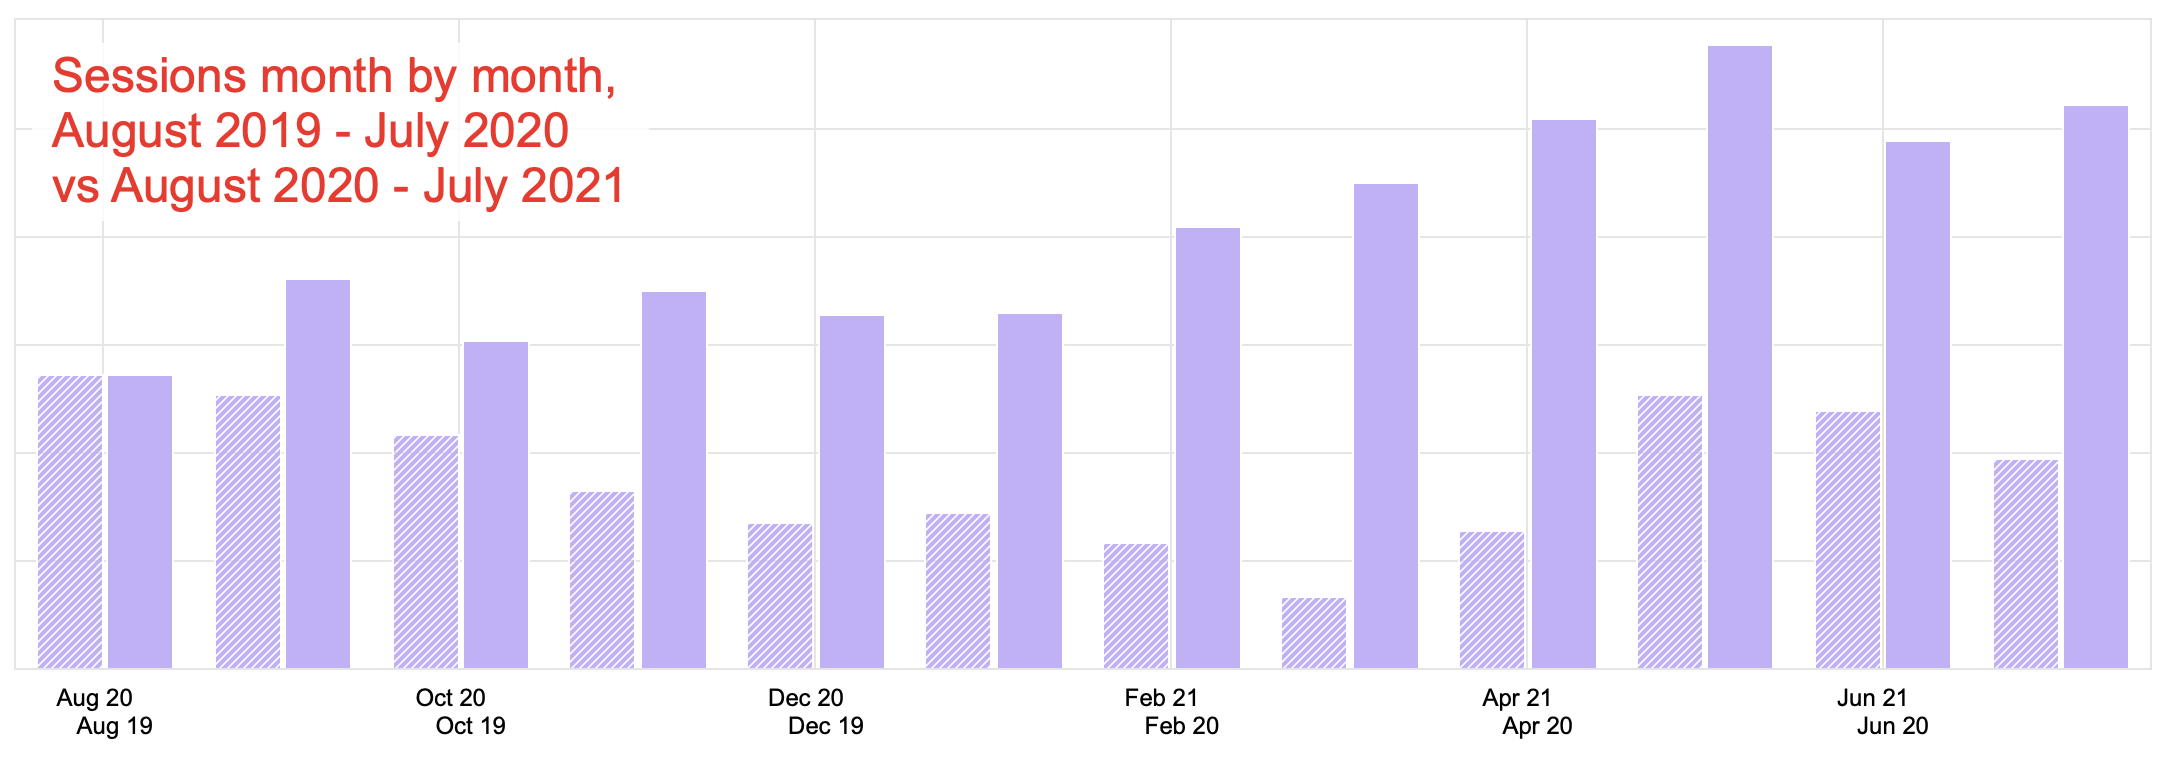 Sessions month by month,
August 2019 - July 2020
vs August 2020 - July 2021
Aug 20 Oct 20 Dec 20 Feb 21 Apr 21 Jun 21
Aug 19 Oct 19 Dec 19 Feb 20 Apr 20 Jun 20